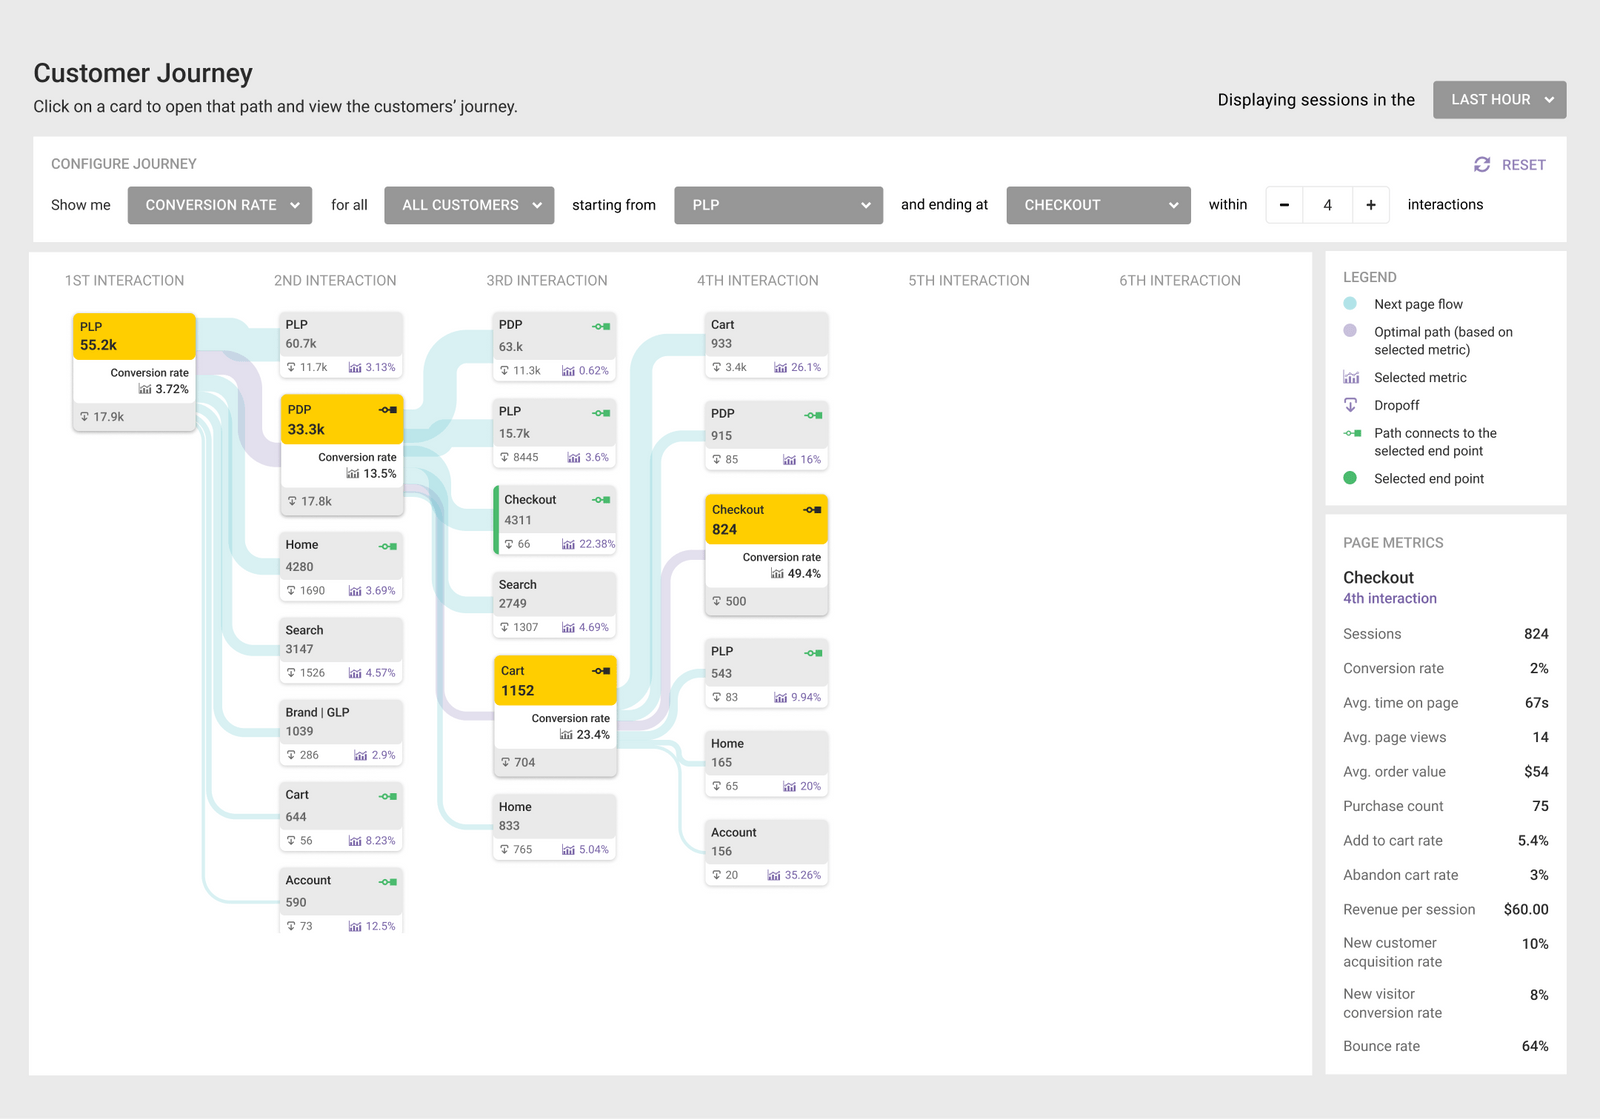 Customer Journey
Click on a card to open that path and view the customers’ journey.
Displaying sessions in the
LAST HOUR
CONFIGURE JOURNEY
RESET
Show me
CONVERSION RATE
for all
ALL CUSTOMERS
starting from
PLP
and ending at
CHECKOUT
within
4
interactions
1ST INTERACTION
2ND INTERACTION
3RD INTERACTION
4TH INTERACTION
5TH INTERACTION
6TH INTERACTION
PLP
55.2k
Conversion rate
3.72%
17.9k
PLP
60.7k
11.7k 3.13%
PDP
33.3k
Conversion rate
13.5%
17.8k
Home
4280
1690 3.69%
Search
3147
1526 4.57%
Brand | GLP
1039
286 2.9%
Cart
644
56 8.23%
Account
590
73 12.5%
PDP
63.k
11.3k 0.62%
PLP
15.7k
8445 3.6%
Checkout
4311
66 22.38%
Search
2749
1307 4.69%
Cart
1152
Conversion rate
23.4%
704
Home
833
765 5.04%
Cart
933
3.4k 26.1%
PDP
915
85 16%
Checkout
824
Conversion rate
49.4%
500
PLP
543
83 9.94%
Home
165
65 20%
Account
156
20 35.26%
LEGEND
Next page flow
Optimal path (based on
selected metric)
Selected metric
Dropoff
Path connects to the
selected end point
Selected end point
PAGE METRICS
Checkout
4th interaction
Sessions 824
Conversion rate 2%
Avg. time on page 67s
Avg. page views 14
Avg. order value $54
Purchase count 75
Add to cart rate 5.4%
Abandon cart rate 3%
Revenue per session $60.00
New customer 10%
acquisition rate
New visitor 8%
conversion rate
Bounce rate 64%